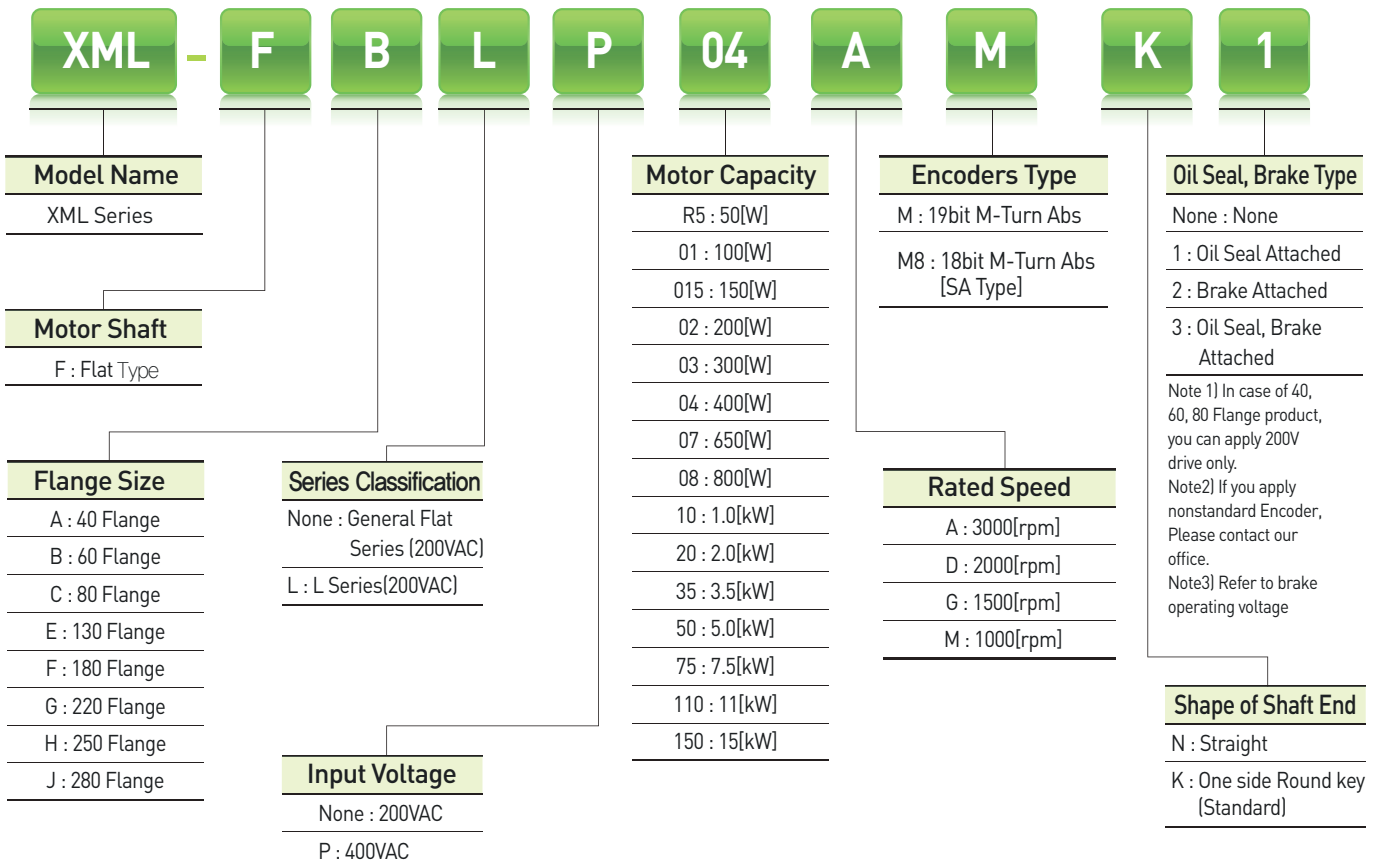 XML - F B L P 04 A M K 1
Model Name
XML Series
Motor Shaft
F : Flat Type
Flange Size
A : 40 Flange
B : 60 Flange
C : 80 Flange
E : 130 Flange
F : 180 Flange
G : 220 Flange
H : 250 Flange
J : 280 Flange
Series Classification
None : General Flat
Series (200VAC)
L : L Series(200VAC)
Input Voltage
None : 200VAC
P : 400VAC
Motor Capacity
R5 : 50[W]
01 : 100[W]
015 : 150[W]
02 : 200[W]
03 : 300[W]
04 : 400[W]
07 : 650[W]
08 : 800[W]
10 : 1.0[kW]
20 : 2.0[kW]
35 : 3.5[kW]
50 : 5.0[kW]
75 : 7.5[kW]
110 : 11[kW]
150 : 15[kW]
Encoders Type
M : 19bit M-Turn Abs
M8 : 18bit M-Turn Abs
[SA Type]
Rated Speed
A : 3000[rpm]
D : 2000[rpm]
G : 1500[rpm]
M : 1000[rpm]
Oil Seal, Brake Type
None : None
1 : Oil Seal Attached
2 : Brake Attached
3 : Oil Seal, Brake
Attached
Note 1) In case of 40,
60, 80 Flange product,
you can apply 200V
drive only.
Note2) If you apply
nonstandard Encoder,
Please contact our
office.
Note3) Refer to brake
operating voltage
Shape of Shaft End
N : Straight
K : One side Round key
(Standard)